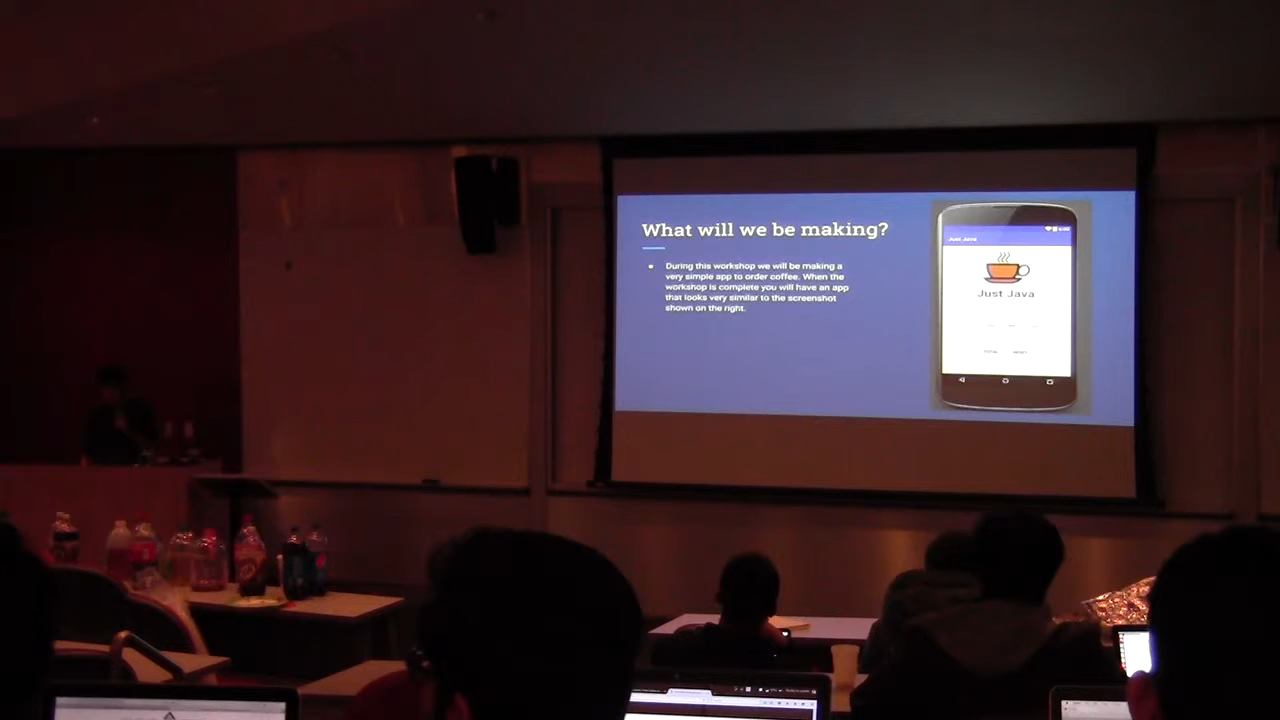 What will we be making?
During this workshop we will be making a
very simple app to order coffee. When the
workshop is complete you will have an app
that looks very similar to the screenshot
shown on the right.
Just Java
Just Java